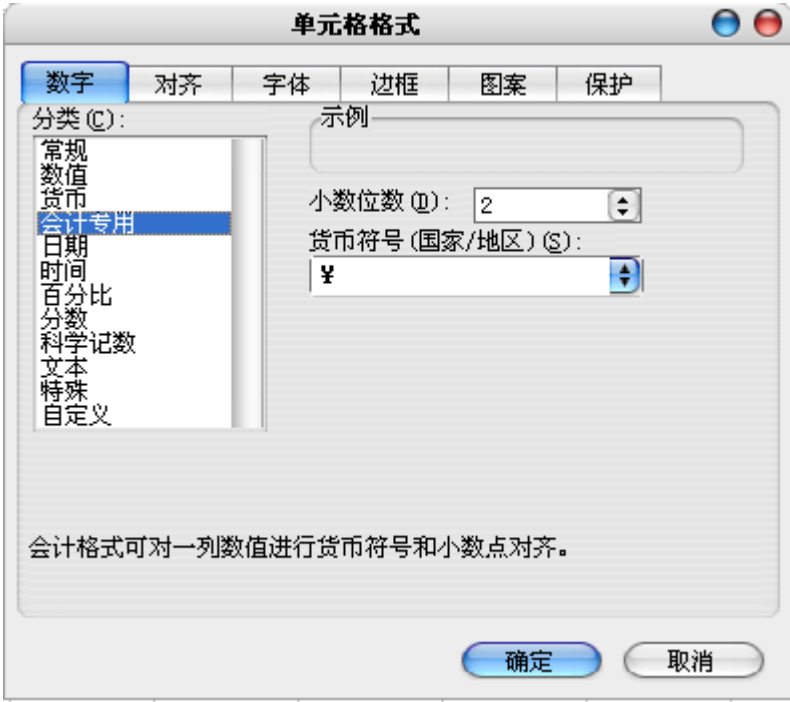 单元格格式
数字 对齐 字体 边框 图案 保护
分类(C):
常规
数值
货币
会计专用
日期
时间
百分比
分数
科学记数
文本
特殊
自定义
示例
小数位数(D): 2
货币符号(国家/地区)(S):
¥
会计格式可对一列数值进行货币符号和小数点对齐。
确定 取消